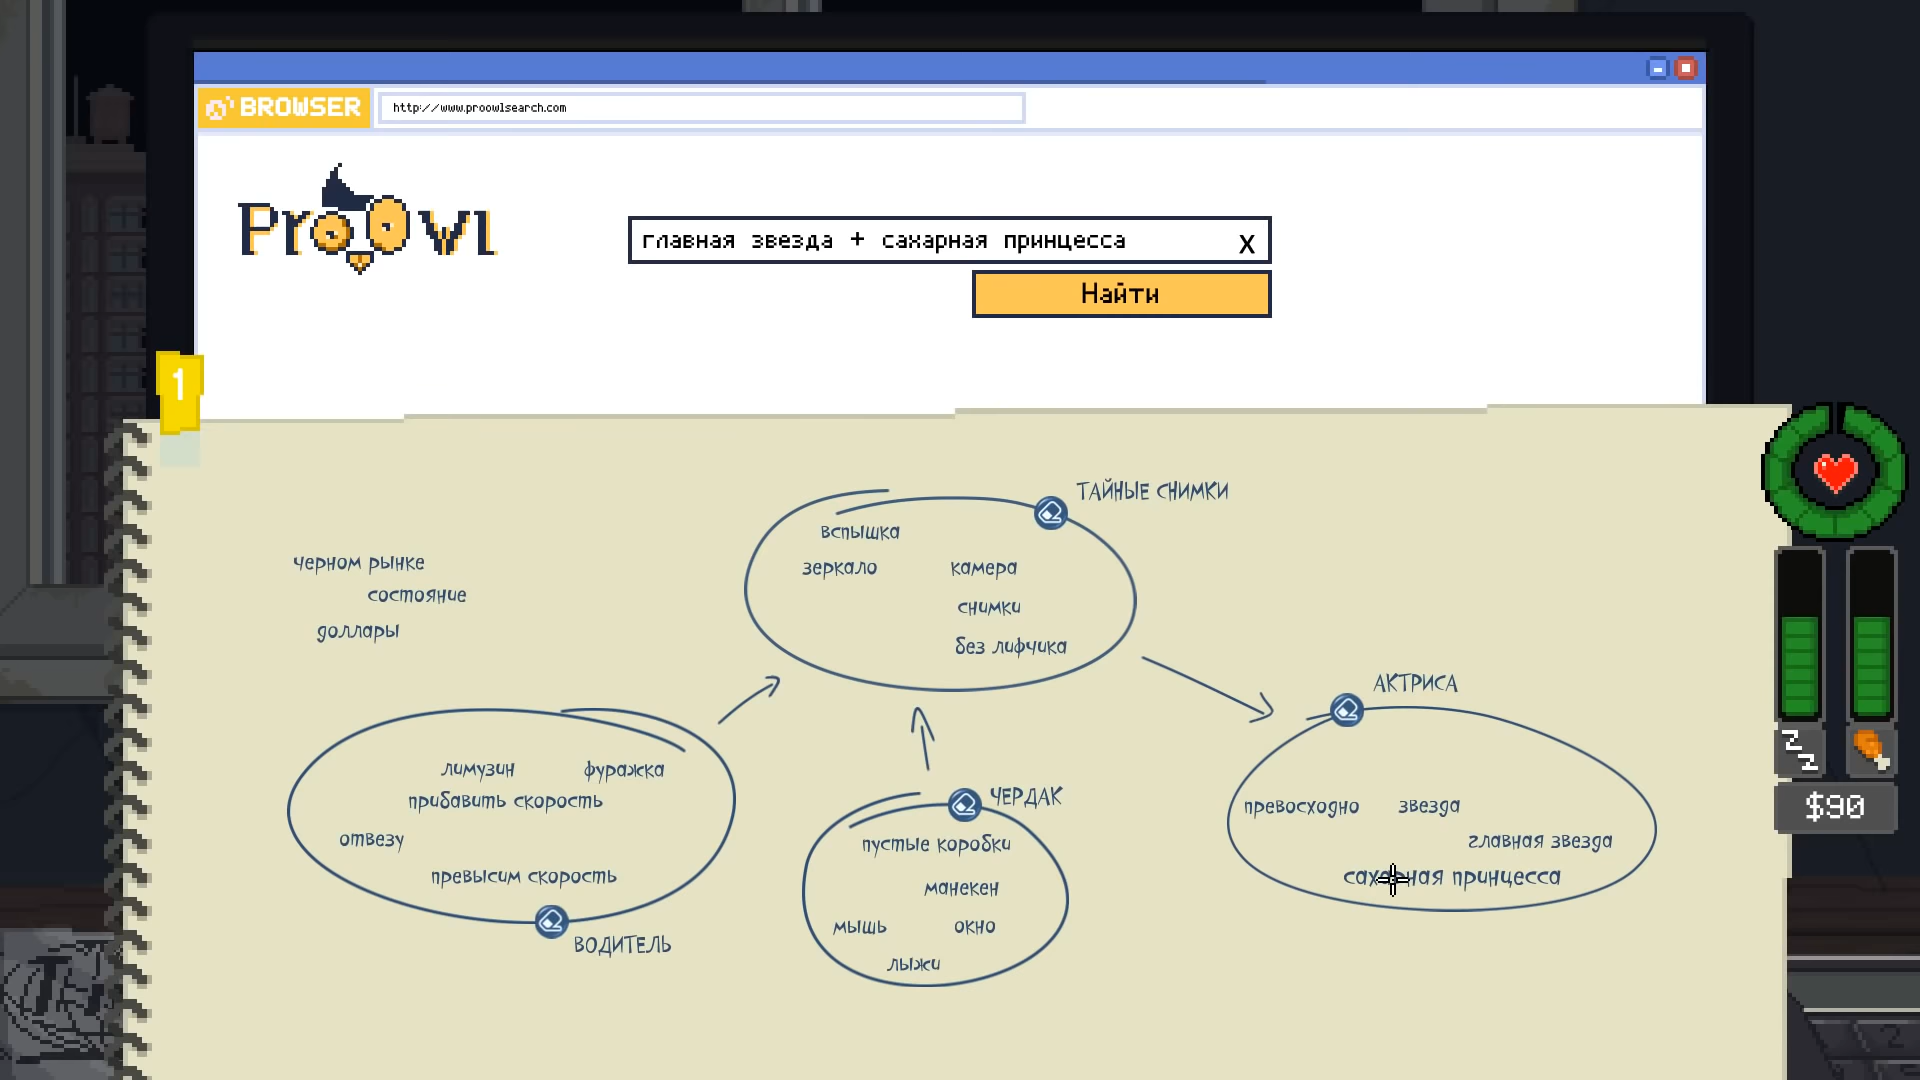 BROWSER
http://www.proowlsearch.com
PrOOwl
главная звезда + сахарная принцесса X
Найти
1
ТАЙНЫЕ СНИМКИ
вспышка
зеркало
камера
снимки
без лифчика
черном рынке
состояние
доллары
АКТРИСА
превосходно
звезда
главная звезда
сахарная принцесса
лимузин
фуражка
прибавить скорость
отвезу
превысим скорость
ВОДИТЕЛЬ
ЧЕРДАК
пустые коробки
манекен
мышь
окно
лыжи
ZZ
$90